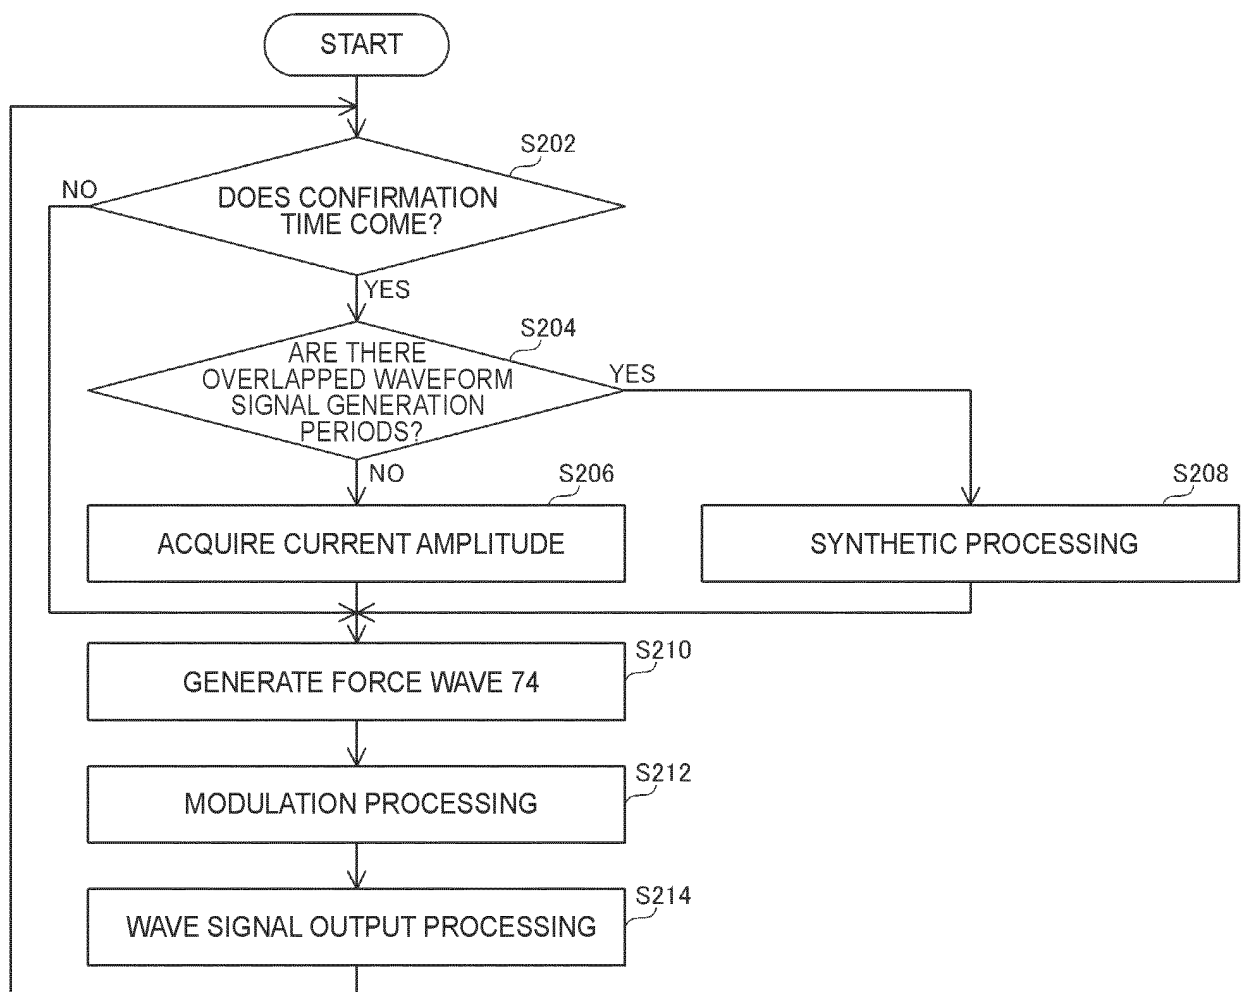 START
S202
NO
DOES CONFIRMATION
TIME COME?
YES
S204
ARE THERE
OVERLAPPED WAVEFORM
SIGNAL GENERATION
PERIODS?
YES
NO
S206
ACQUIRE CURRENT AMPLITUDE
S208
SYNTHETIC PROCESSING
S210
GENERATE FORCE WAVE 74
S212
MODULATION PROCESSING
S214
WAVE SIGNAL OUTPUT PROCESSING